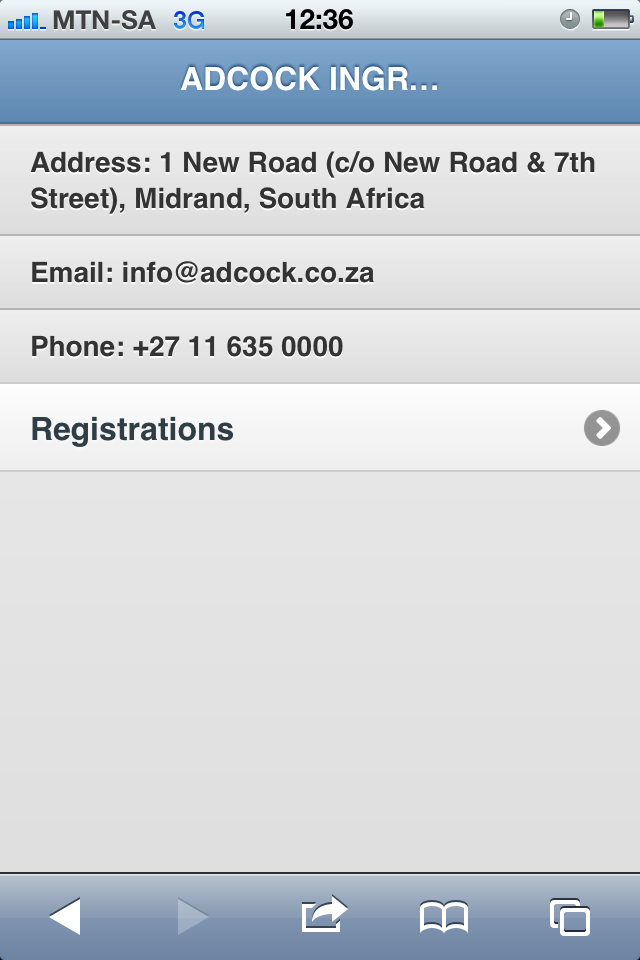 MTN-SA 3G 12:36
ADCOCK INGR...
Address: 1 New Road (c/o New Road & 7th
Street), Midrand, South Africa
Email: info@adcock.co.za
Phone: +27 11 635 0000
Registrations